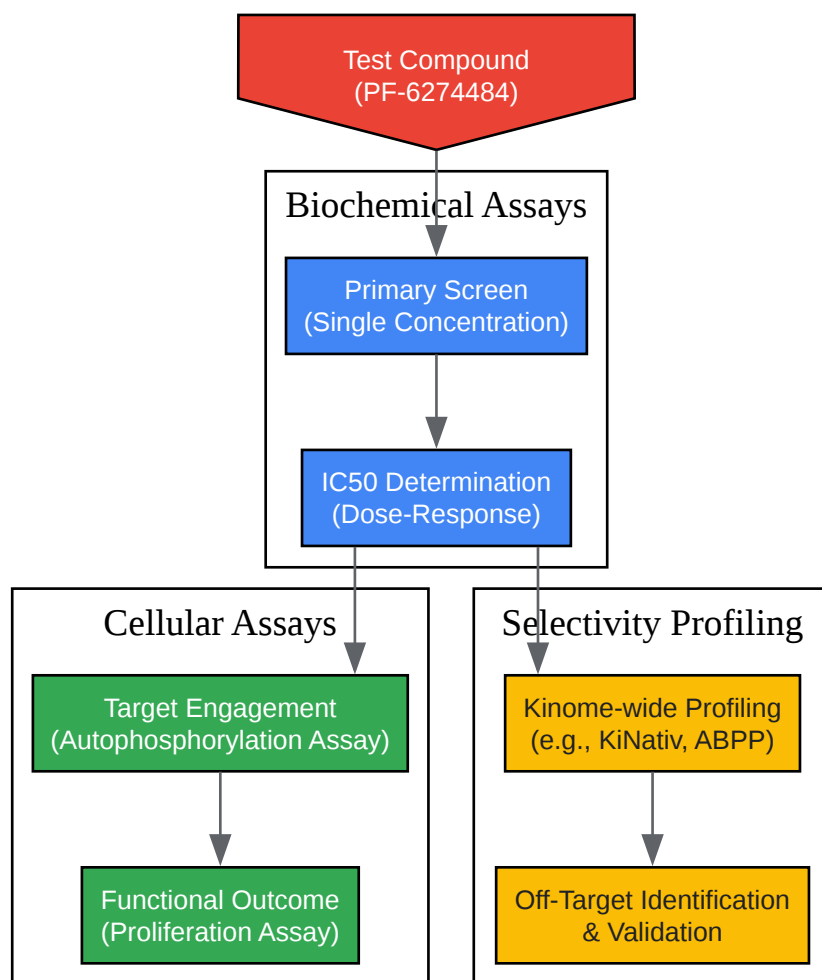 Test Compound
(PF-6274484)
Biochemical Assays
Primary Screen
(Single Concentration)
IC50 Determination
(Dose-Response)
Cellular Assays
Target Engagement
(Autophosphorylation Assay)
Functional Outcome
(Proliferation Assay)
Selectivity Profiling
Kinome-wide Profiling
(e.g., KiNativ, ABPP)
Off-Target Identification
& Validation